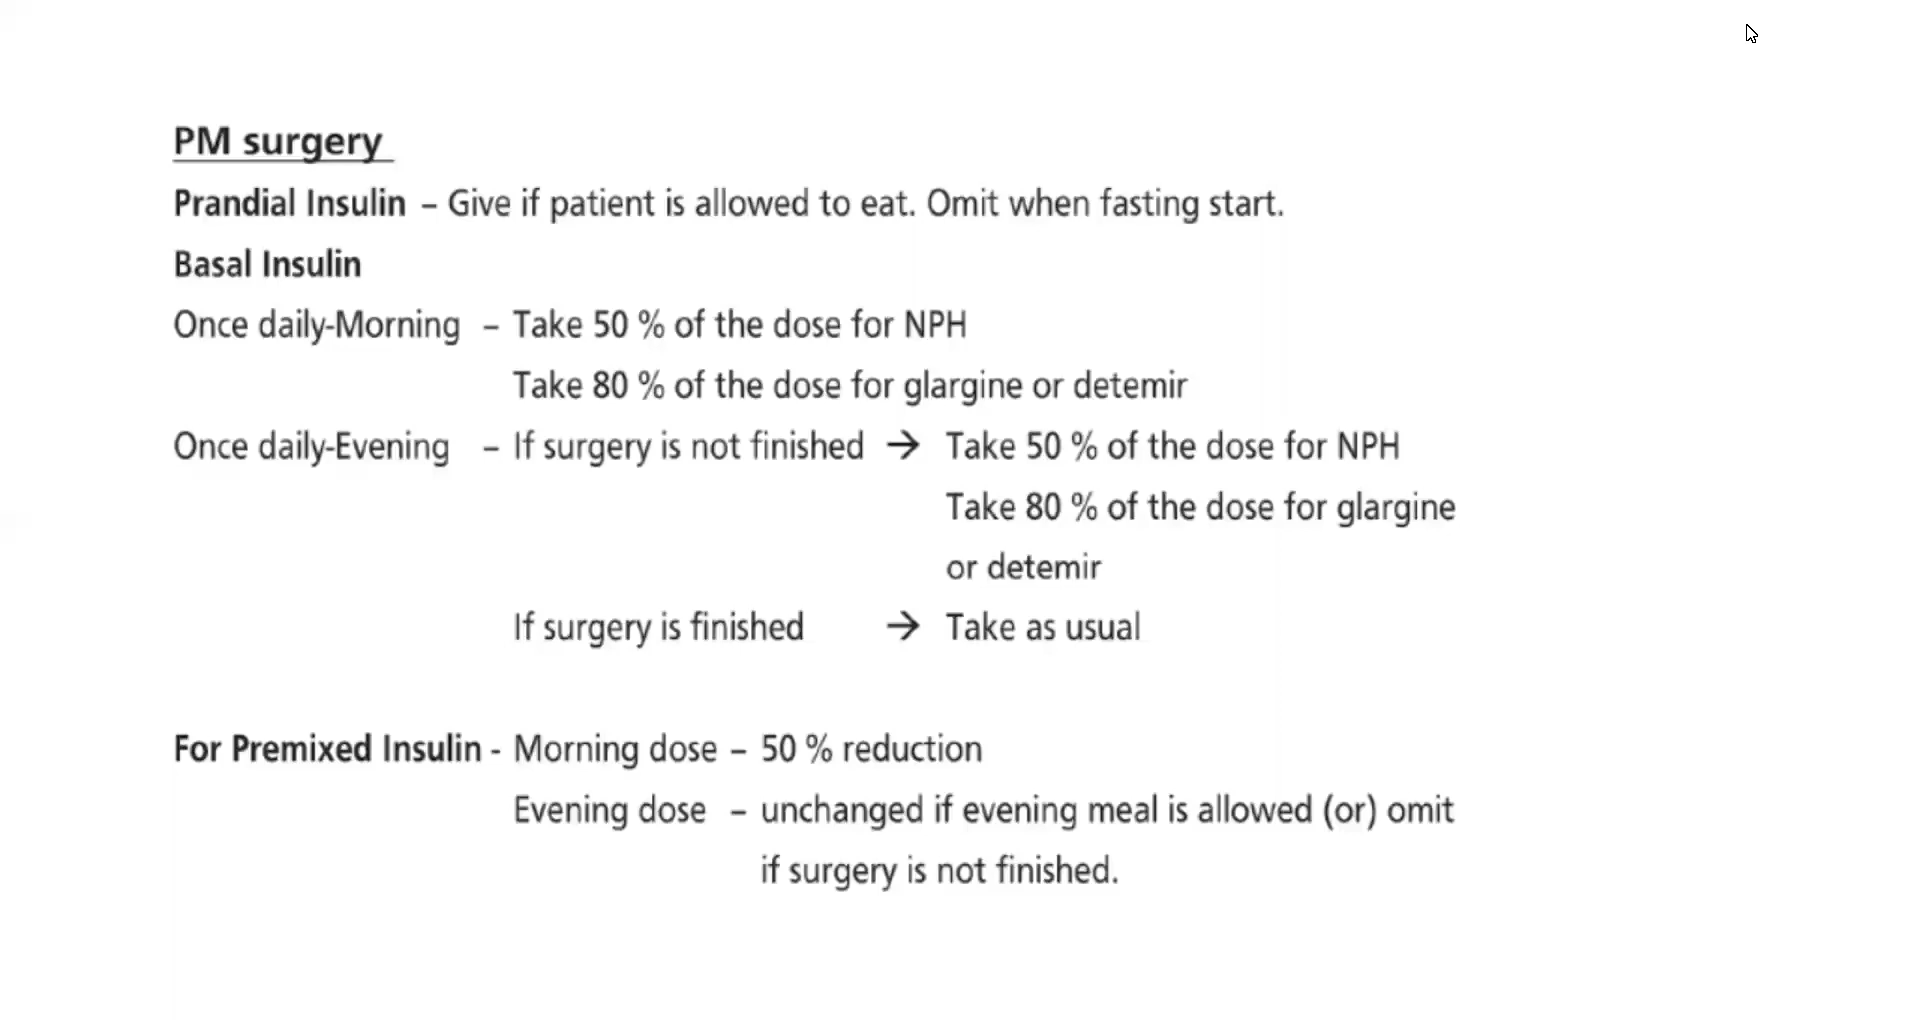 PM surgery
Prandial Insulin – Give if patient is allowed to eat. Omit when fasting start.
Basal Insulin
Once daily-Morning – Take 50 % of the dose for NPH
Take 80 % of the dose for glargine or detemir
Once daily-Evening – If surgery is not finished → Take 50 % of the dose for NPH
Take 80 % of the dose for glargine
or detemir
If surgery is finished → Take as usual
For Premixed Insulin - Morning dose – 50 % reduction
Evening dose – unchanged if evening meal is allowed (or) omit
if surgery is not finished.